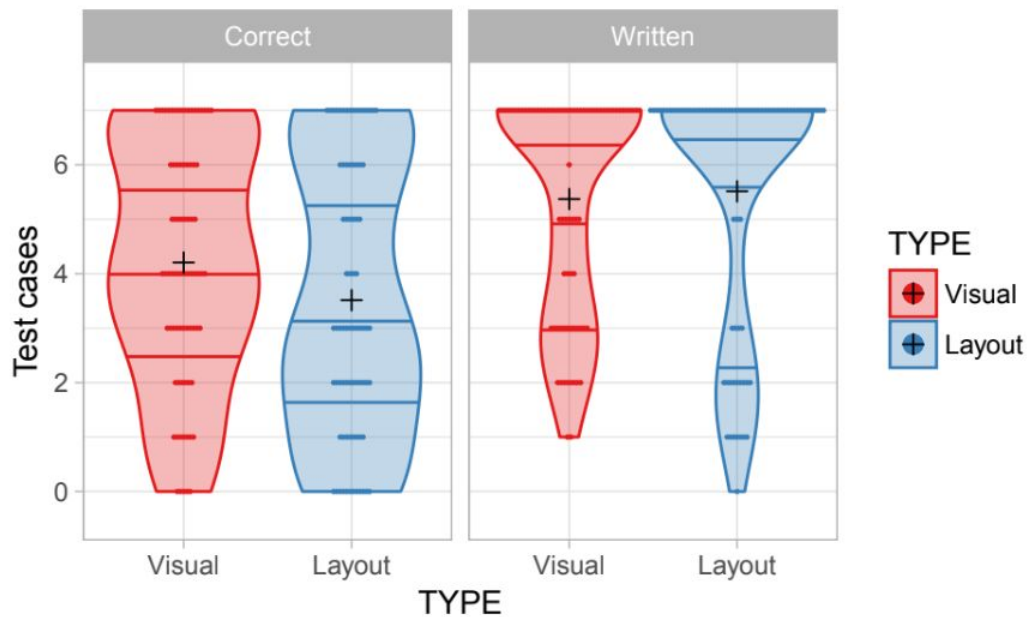 Correct
Written
Test cases
6
4
2
0
Visual
Layout
Visual
Layout
TYPE
TYPE
Visual
Layout